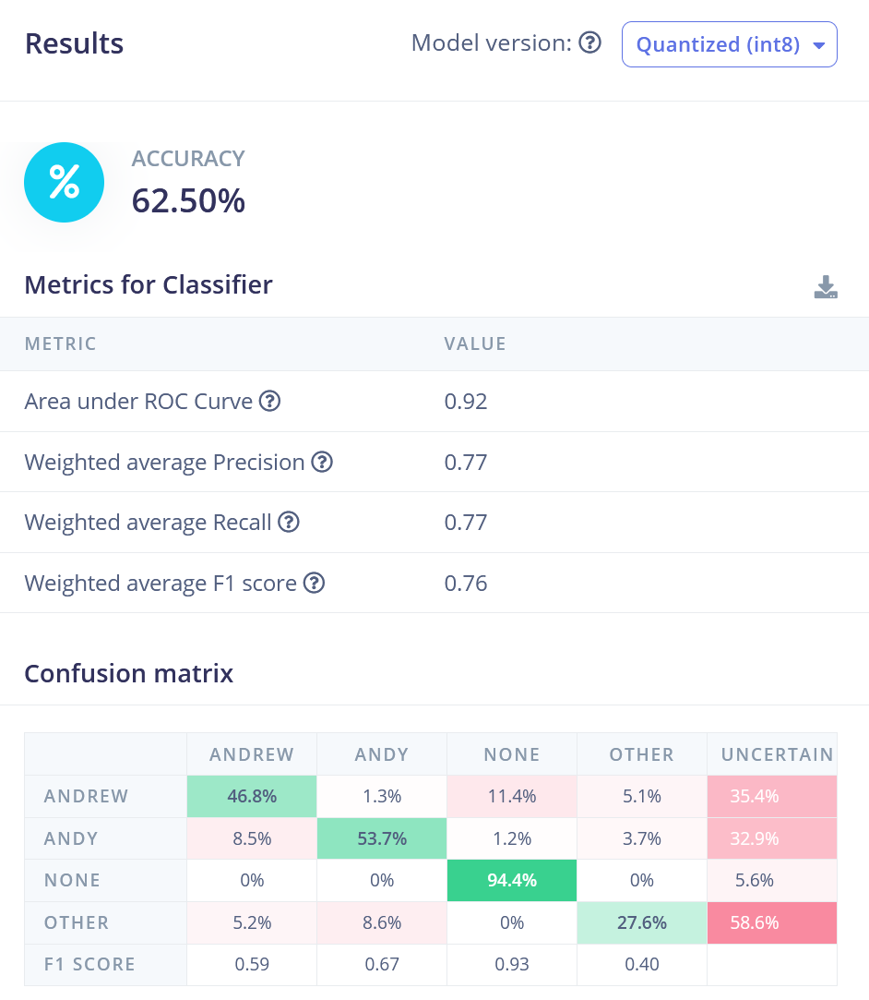 Results
Model version: ? Quantized (int8)
%
ACCURACY
62.50%
Metrics for Classifier
METRIC VALUE
Area under ROC Curve ? 0.92
Weighted average Precision ? 0.77
Weighted average Recall ? 0.77
Weighted average F1 score ? 0.76
Confusion matrix
ANDREW ANDY NONE OTHER UNCERTAIN
ANDREW 46.8% 1.3% 11.4% 5.1% 35.4%
ANDY 8.5% 53.7% 1.2% 3.7% 32.9%
NONE 0% 0% 94.4% 0% 5.6%
OTHER 5.2% 8.6% 0% 27.6% 58.6%
F1 SCORE 0.59 0.67 0.93 0.40